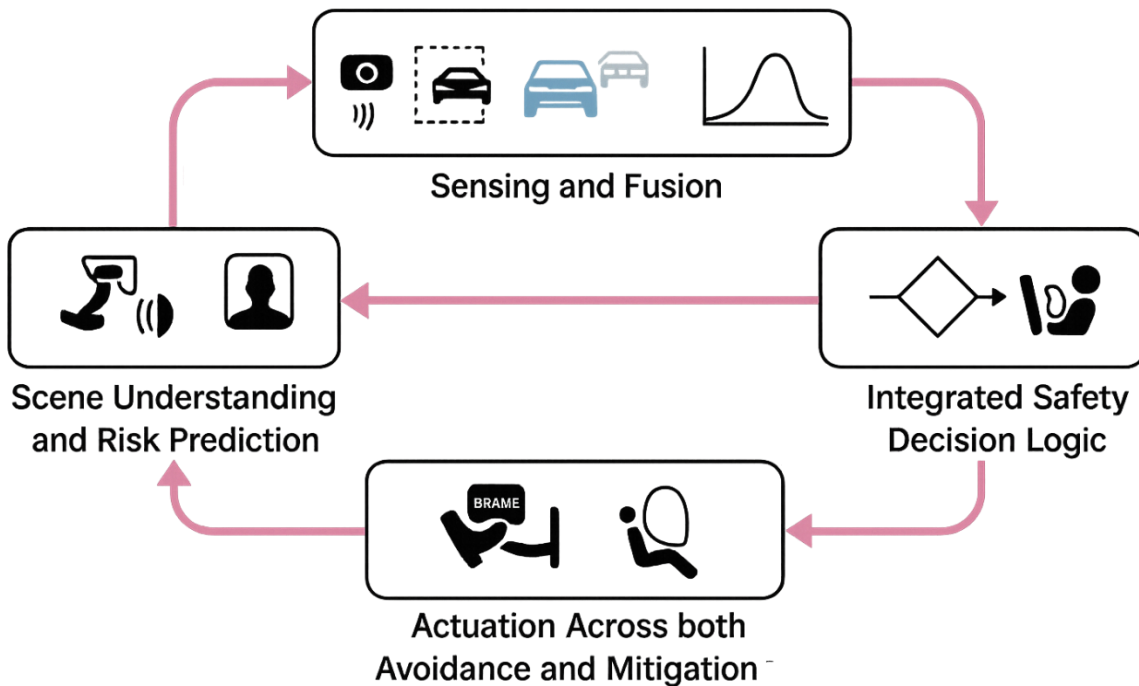 Sensing and Fusion
Scene Understanding
and Risk Prediction
Integrated Safety
Decision Logic
BRAME
Actuation Across both
Avoidance and Mitigation